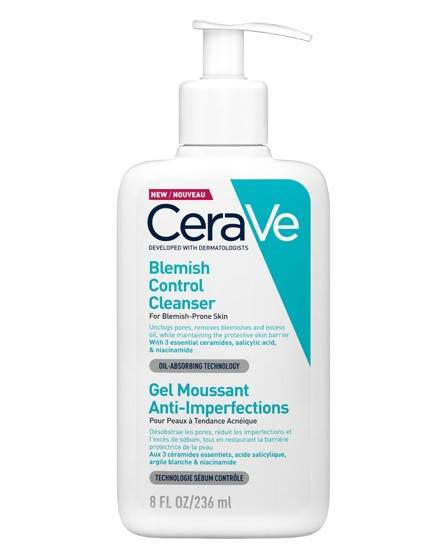 NEW / NOUVEAU
CeraVe
DEVELOPED WITH DERMATOLOGISTS
Blemish
Control
Cleanser
For Blemish-Prone Skin
Unclogs pores, removes blemishes and excess
oil, while maintaining the protective skin barrier
With 3 essential ceramides, salicylic acid,
& niacinamide
OIL-ABSORBING TECHNOLOGY
Gel Moussant
Anti-Imperfections
Pour Peaux à Tendance Acnéique
Désobstrue les pores, réduit les imperfections et
l'excès de sébum, tout en restaurant la barrière
protectrice de la peau
Aux 3 céramides essentiels, acide salicylique,
argile blanche & niacinamide
TECHNOLOGIE SÉBUM CONTRÔLE
8 FL OZ/236 ml